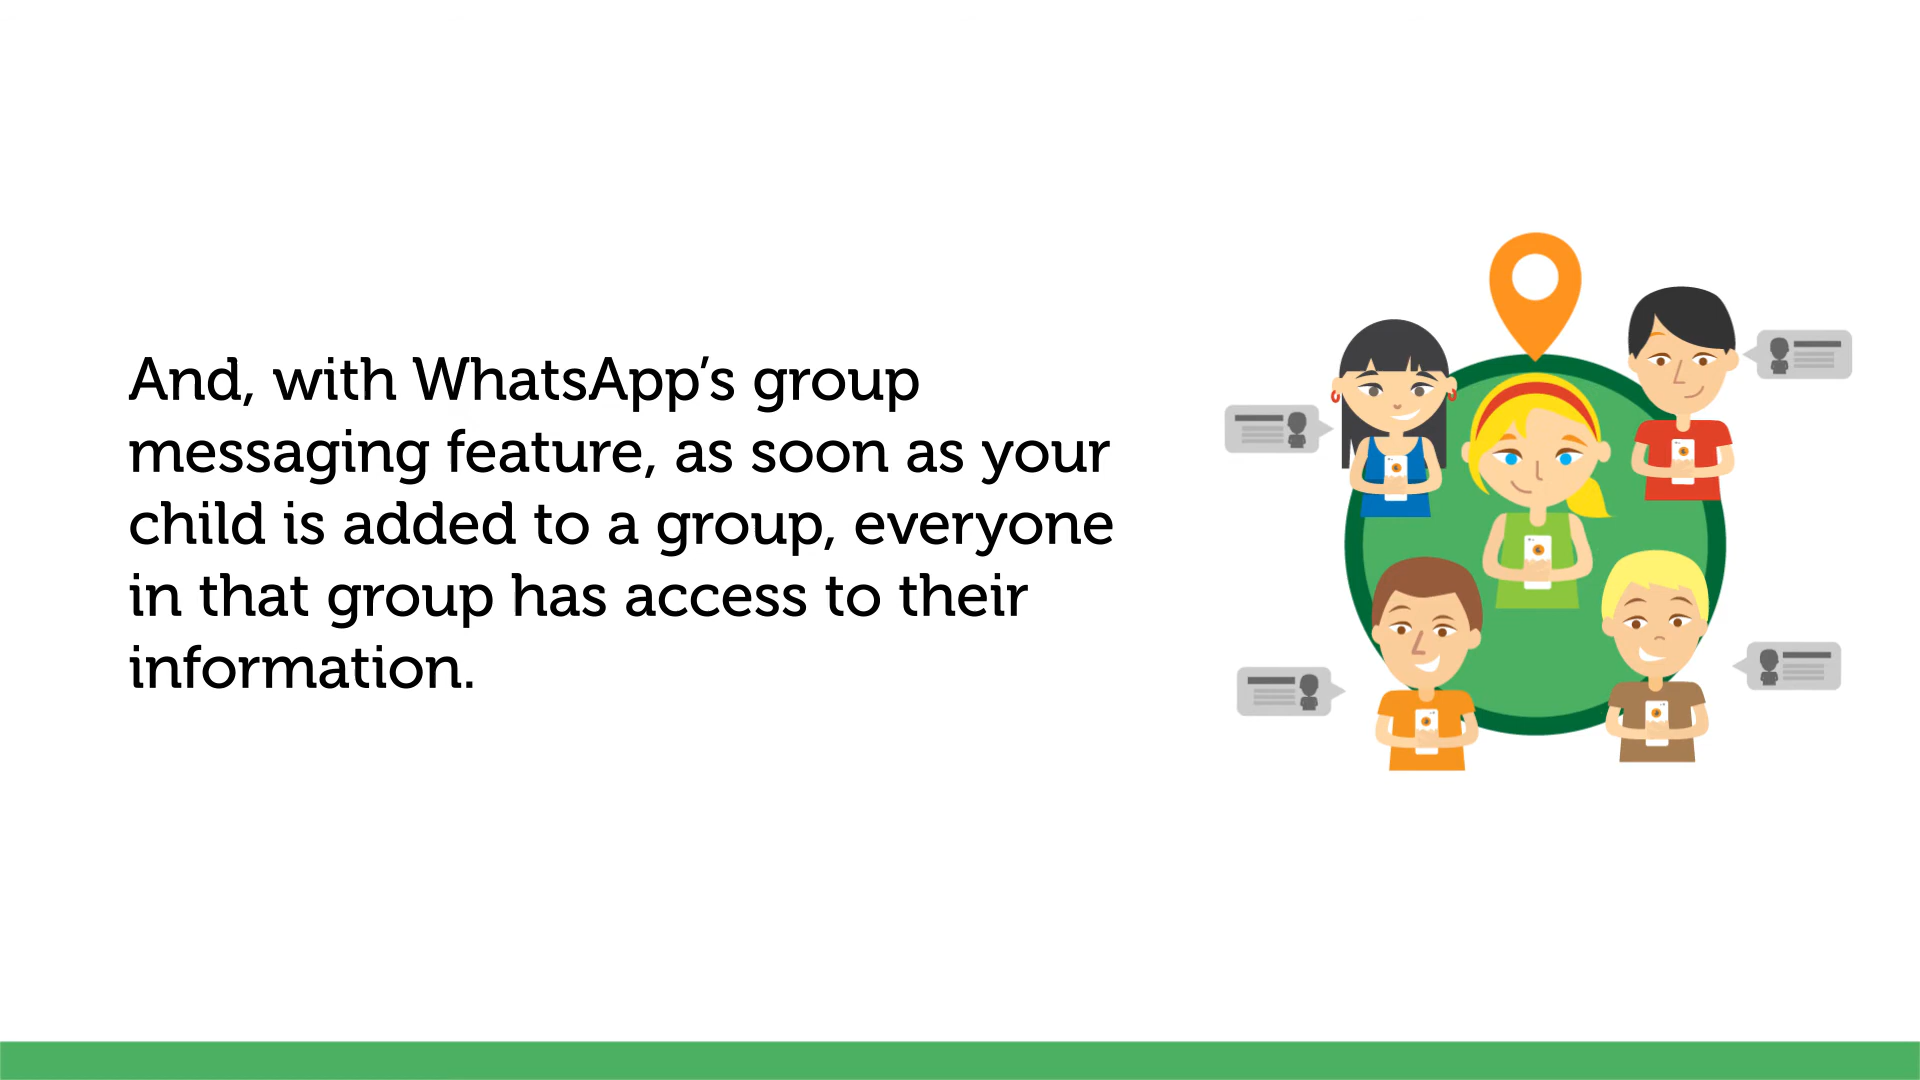 And, with WhatsApp’s group
messaging feature, as soon as your
child is added to a group, everyone
in that group has access to their
information.